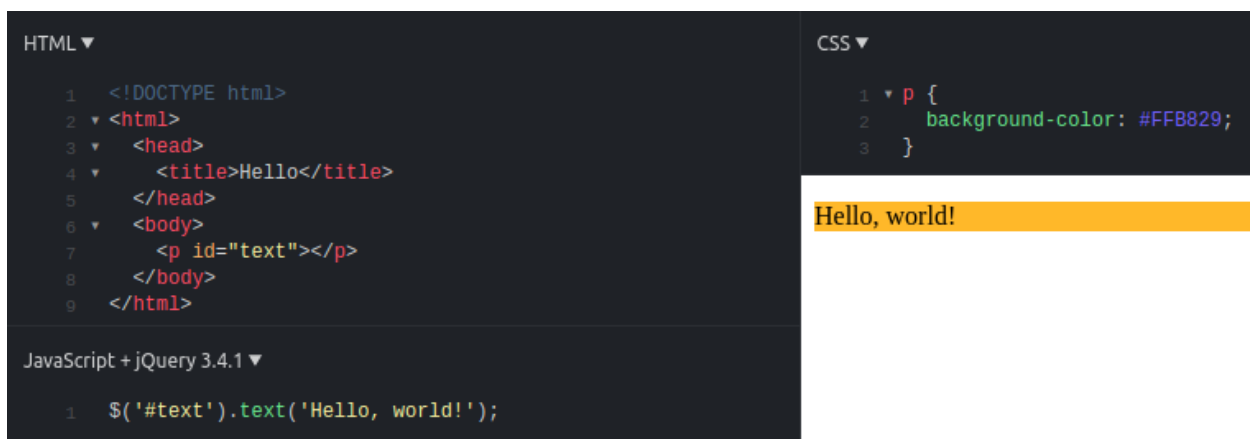 HTML ▼
1 <!DOCTYPE html>
2 ▼ <html>
3 ▼   <head>
4 ▼     <title>Hello</title>
5   </head>
6 ▼   <body>
7     <p id="text"></p>
8   </body>
9 </html>
JavaScript + jQuery 3.4.1 ▼
1 $('#text').text('Hello, world!');
CSS ▼
1 ▼ p {
2   background-color: #FFB829;
3 }
Hello, world!